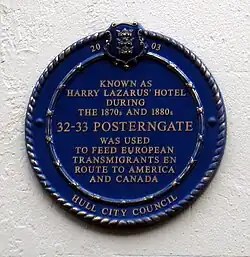 20 03
KNOWN AS
HARRY LAZARUS' HOTEL
DURING
THE 1870s AND 1880s
32-33 POSTERNGATE
WAS USED
TO FEED EUROPEAN
TRANSMIGRANTS EN
ROUTE TO AMERICA
AND CANADA
HULL CITY COUNCIL